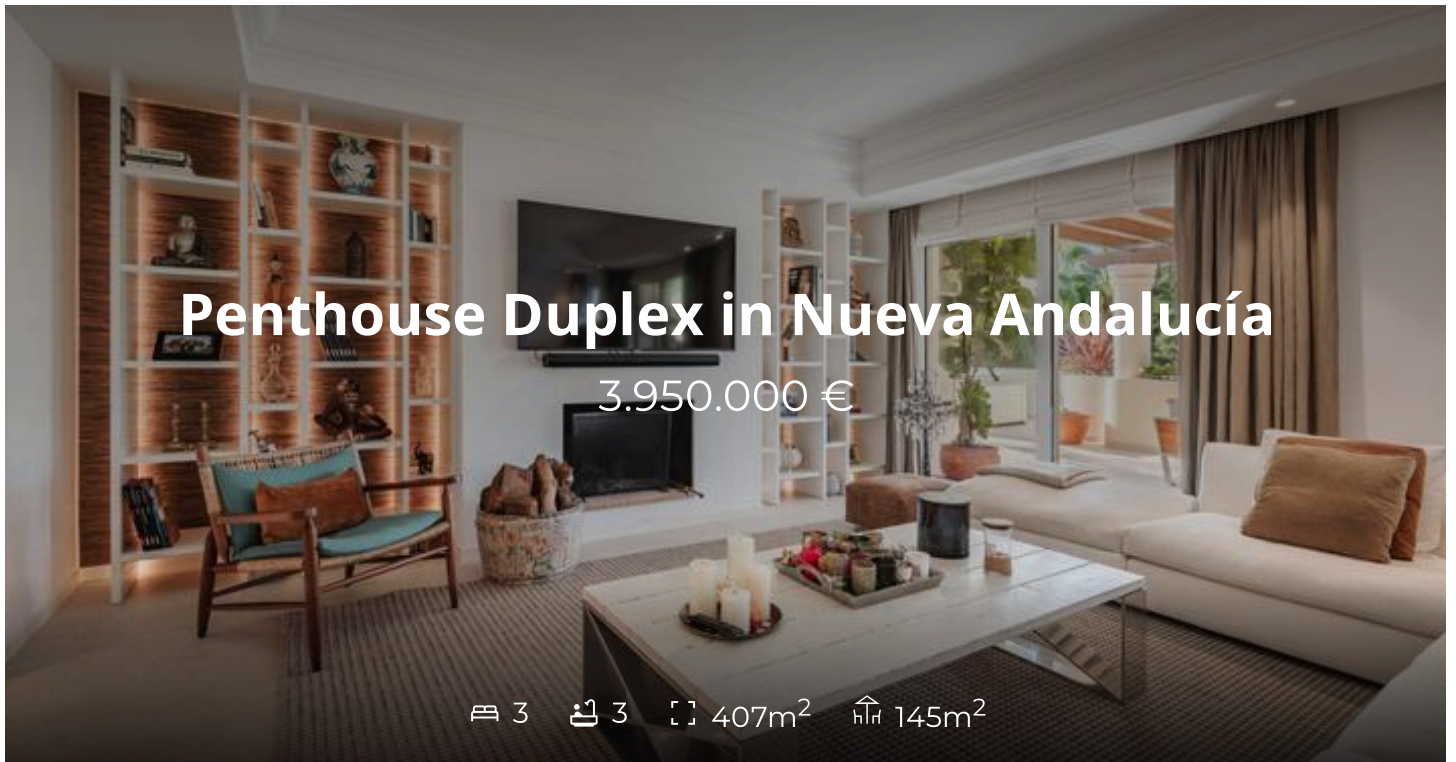 Penthouse Duplex in Nueva Andalucía
3.950.000 €
3 3 407m² 145m²